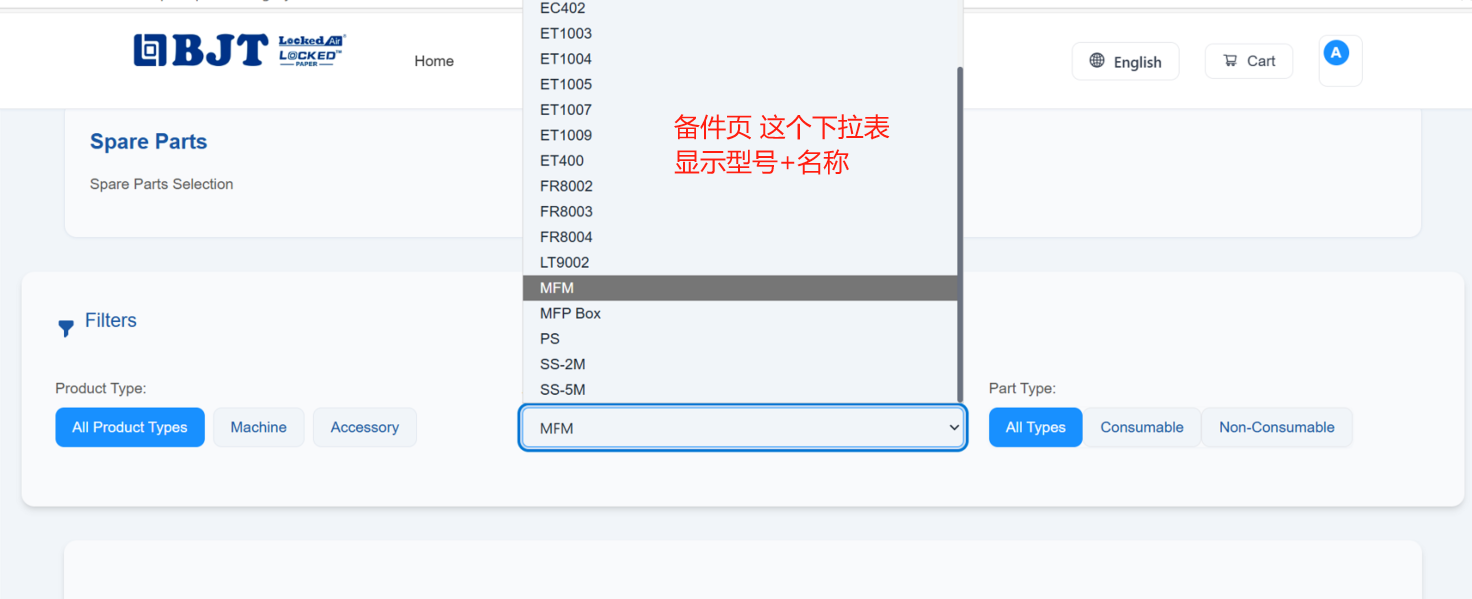 EC402
BJT
Locked Air
L@CKED™
PAPER
Home
ET1003
ET1004
ET1005
ET1007
ET1009
ET400
FR8002
FR8003
FR8004
LT9002
MFM
MFP Box
PS
SS-2M
SS-5M
English
Cart
A
备件页 这个下拉表
显示型号+名称
Spare Parts
Spare Parts Selection
Filters
Product Type:
All Product Types
Machine
Accessory
MFM
Part Type:
All Types
Consumable
Non-Consumable